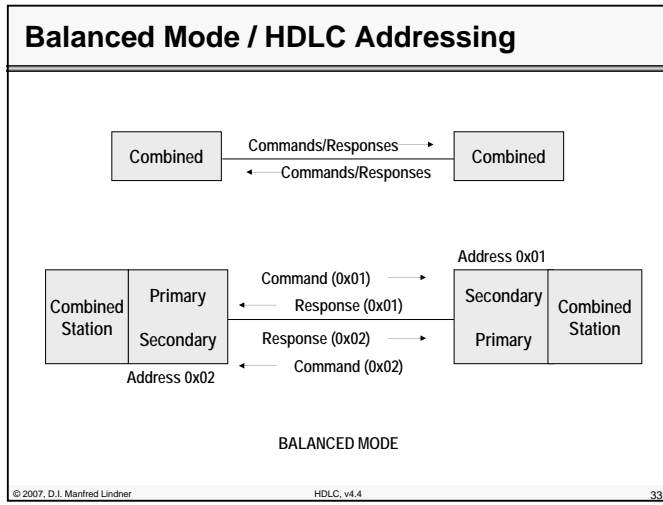 Balanced Mode / HDLC Addressing
Combined
Commands/Responses
Commands/Responses
Combined
Combined
Station
Primary
Secondary
Address 0x02
Command (0x01)
Response (0x01)
Response (0x02)
Command (0x02)
Address 0x01
Secondary
Primary
Combined
Station
BALANCED MODE
© 2007, D.I. Manfred Lindner
HDLC, v4.4
33